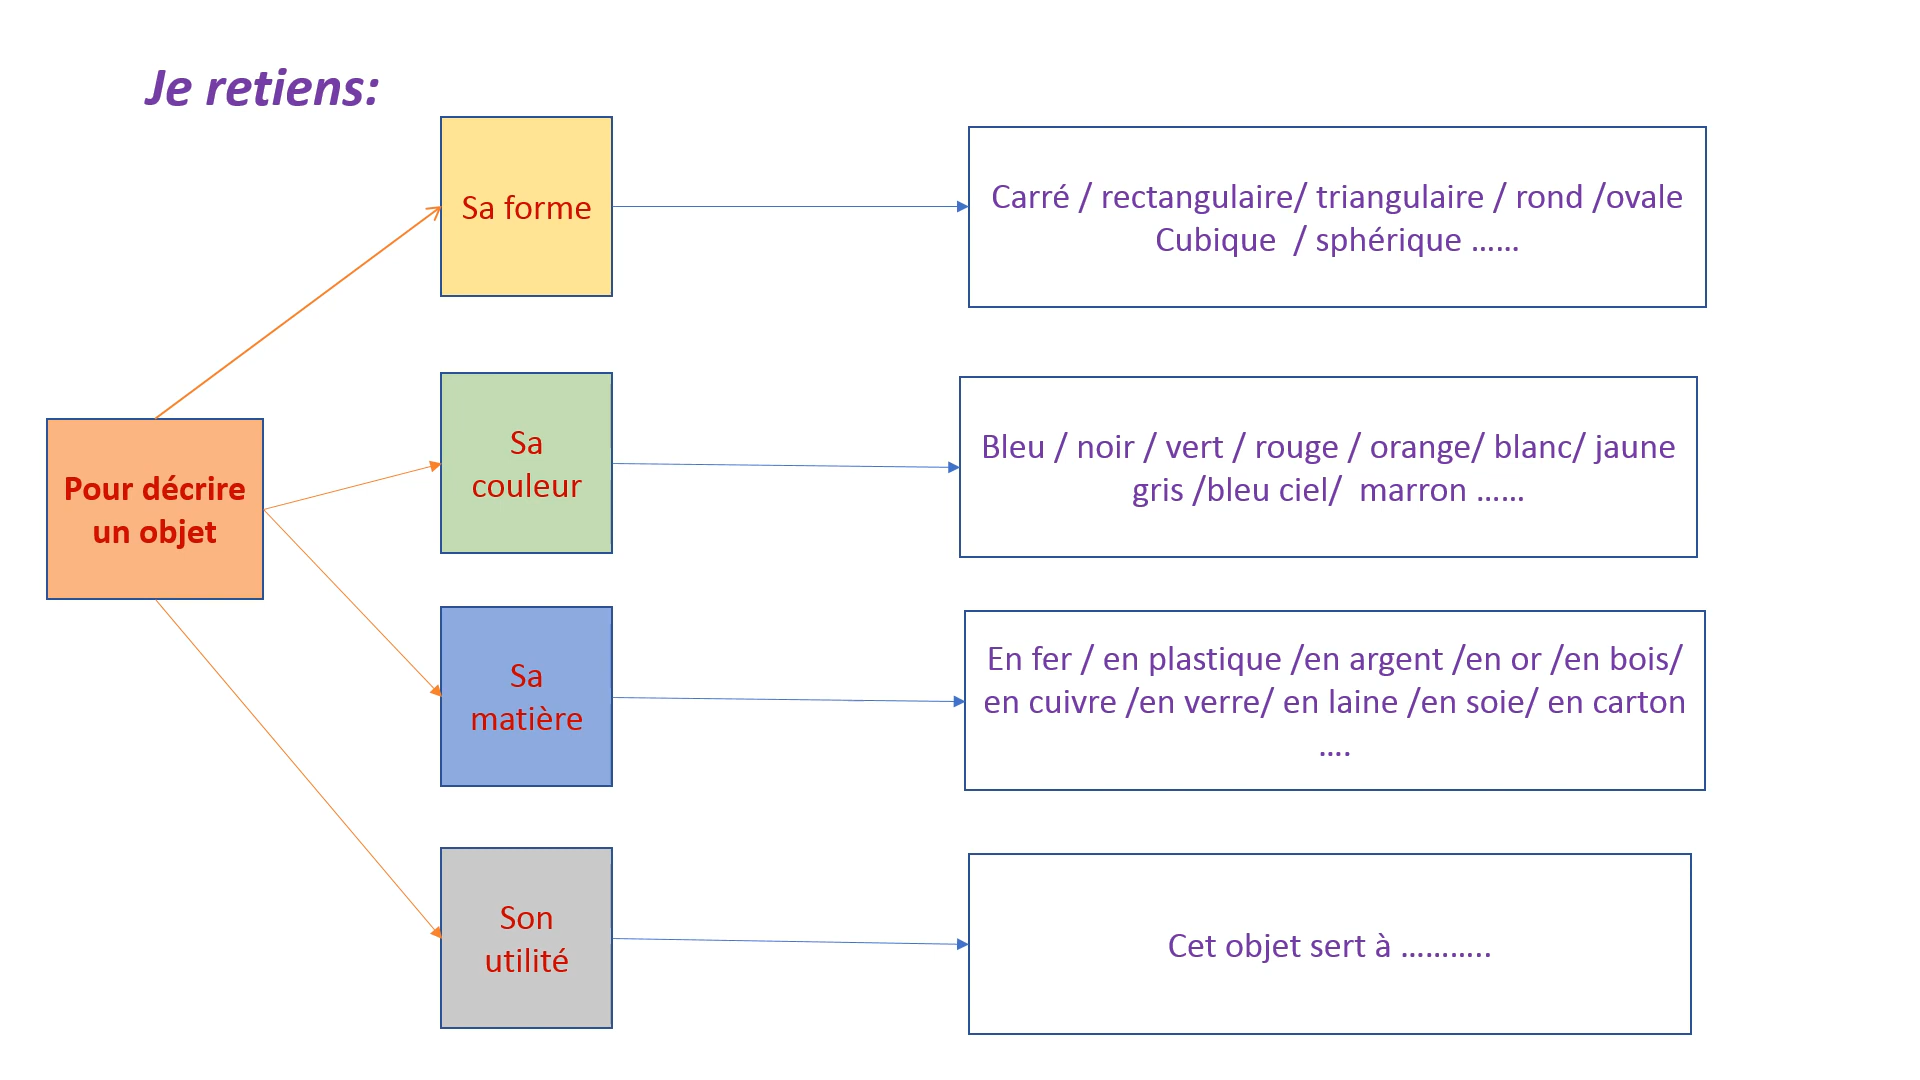 Je retiens:
Pour décrire
un objet
Sa forme
Carré / rectangulaire/ triangulaire / rond /ovale
Cubique  / sphérique ……
Sa
couleur
Bleu / noir / vert / rouge / orange/ blanc/ jaune
gris /bleu ciel/  marron ……
Sa
matière
En fer / en plastique /en argent /en or /en bois/
en cuivre /en verre/ en laine /en soie/ en carton
….
Son
utilité
Cet objet sert à ………..